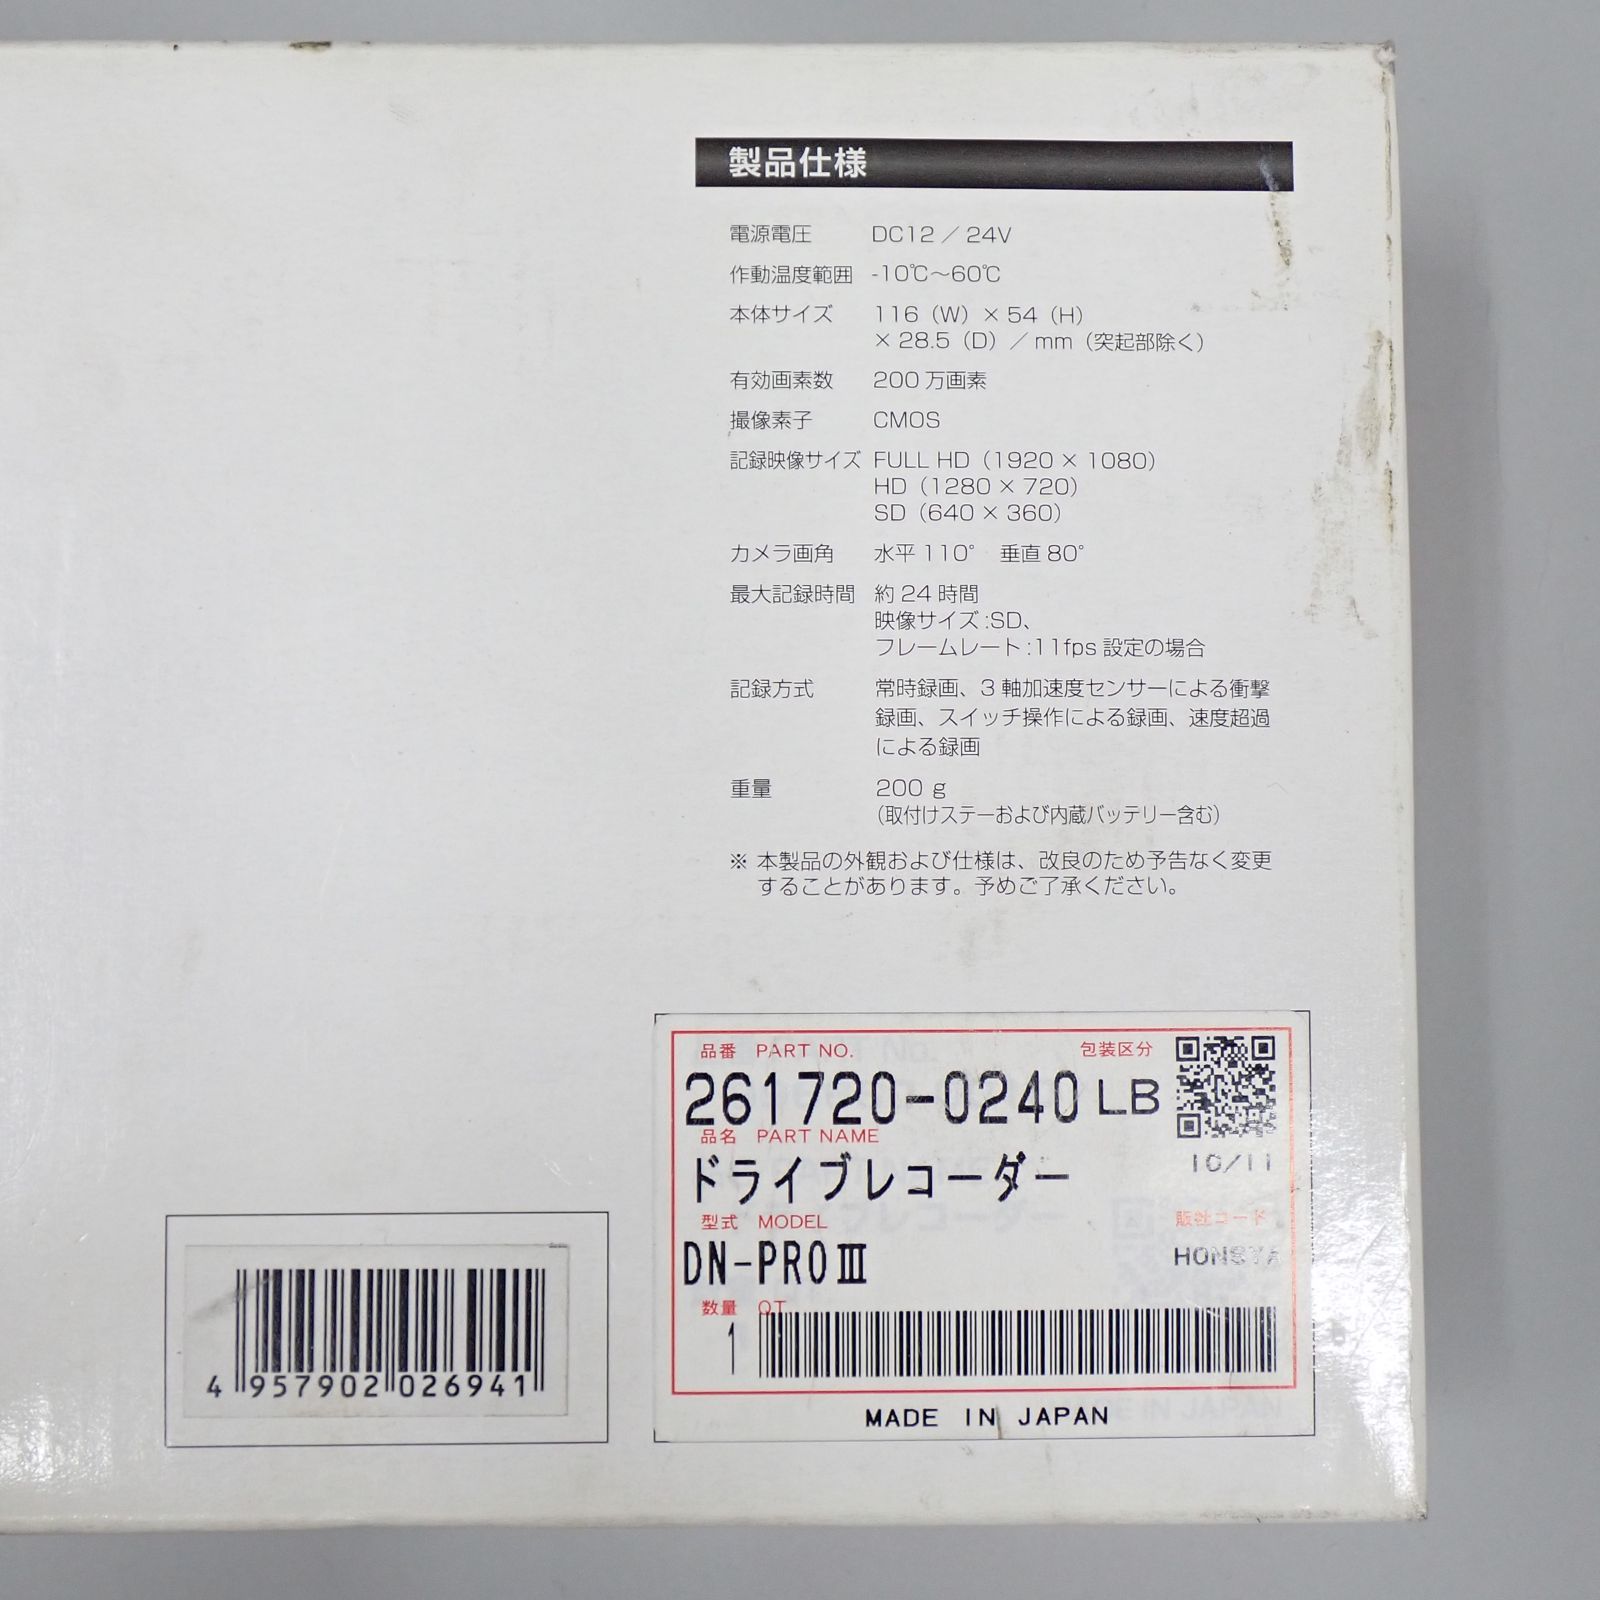 製品仕様
電源電圧 DC12／24V
作動温度範囲 -10℃～60℃
本体サイズ 116（W）× 54（H）
× 28.5（D）／mm（突起部除く）
有効画素数 200万画素
撮像素子 CMOS
記録映像サイズ FULL HD（1920 × 1080）
HD（1280 × 720）
SD（640 × 360）
カメラ画角 水平110° 垂直80°
最大記録時間 約24時間
映像サイズ:SD、
フレームレート:11fps設定の場合
記録方式 常時録画、3軸加速度センサーによる衝撃
録画、スイッチ操作による録画、速度超過
による録画
重量 200 g
（取付けステーおよび内蔵バッテリー含む）
※ 本製品の外観および仕様は、改良のため予告なく変更
することがあります。予めご了承ください。
品番 PART NO. 包装区分
261720-0240 LB
品名 PART NAME
10/11
ドライブレコーダー
型式 MODEL 販社コード
DN-PROⅢ HONSYA
数量 Q.T
1
MADE IN JAPAN
4 957902 026941